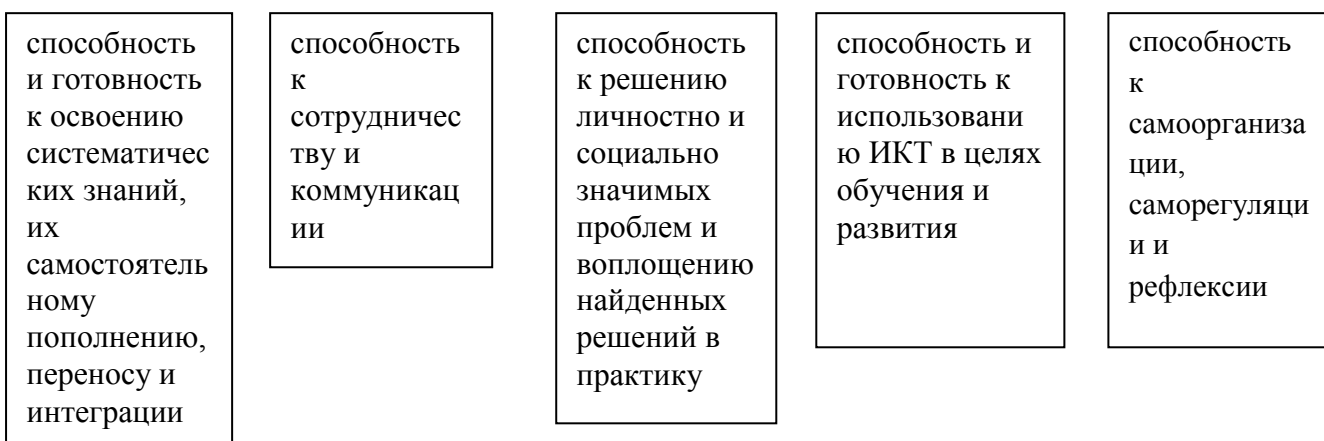 способность
и готовность
к освоению
систематичес
ких знаний,
их
самостоятель
ному
пополнению,
переносу и
интеграции
способность
к
сотрудничес
тву и
коммуникац
ии
способность
к решению
личностно и
социально
значимых
проблем и
воплощению
найденных
решений в
практику
способность и
готовность к
использовани
ю ИКТ в целях
обучения и
развития
способность
к
самоорганиза
ции,
саморегуляци
и и
рефлексии